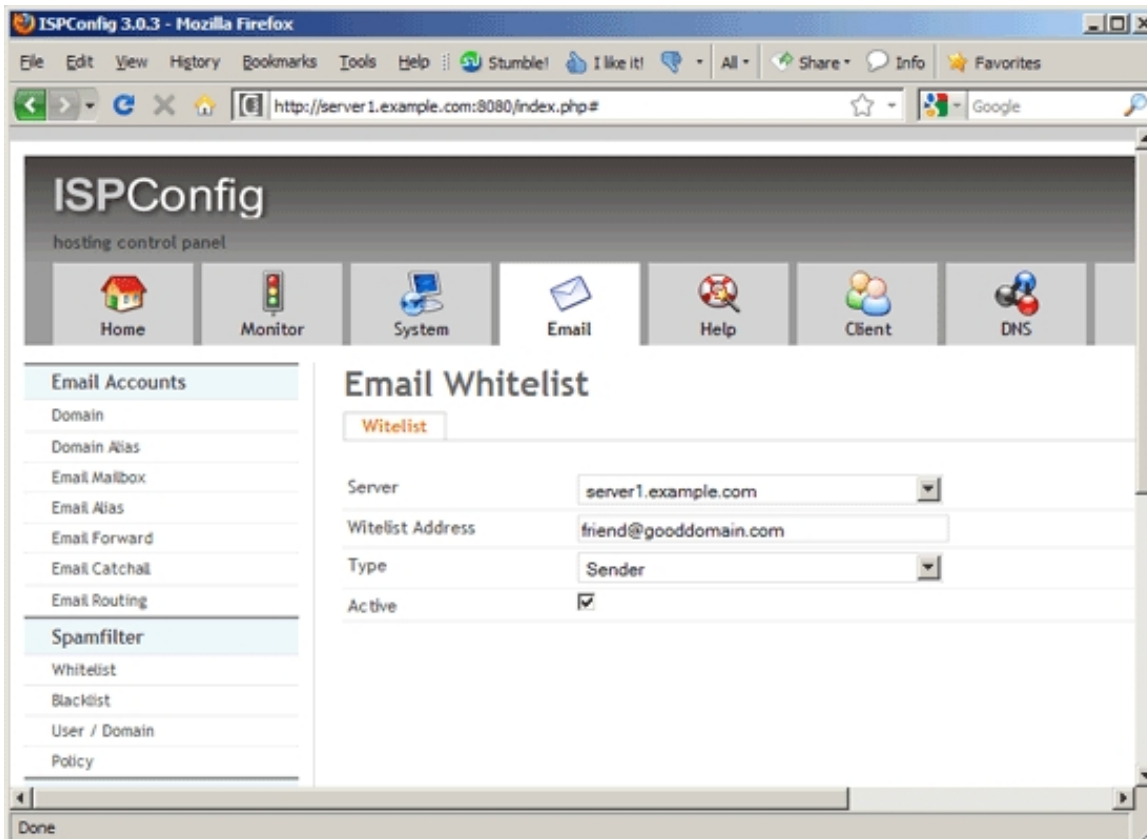 ISPConfig 3.0.3 - Mozilla Firefox
File Edit View History Bookmarks Tools Help Stumble! I like it! All Share Info Favorites
http://server1.example.com:8080/index.php# Google
ISPConfig
hosting control panel
Home Monitor System Email Help Client DNS
Email Accounts
Domain
Domain Alias
Email Mailbox
Email Alias
Email Forward
Email Catchall
Email Routing
Spamfilter
Whitelist
Blacklist
User / Domain
Policy
Email Whitelist
Witelist
Server server1.example.com
Witelist Address friend@gooddomain.com
Type Sender
Active
Done